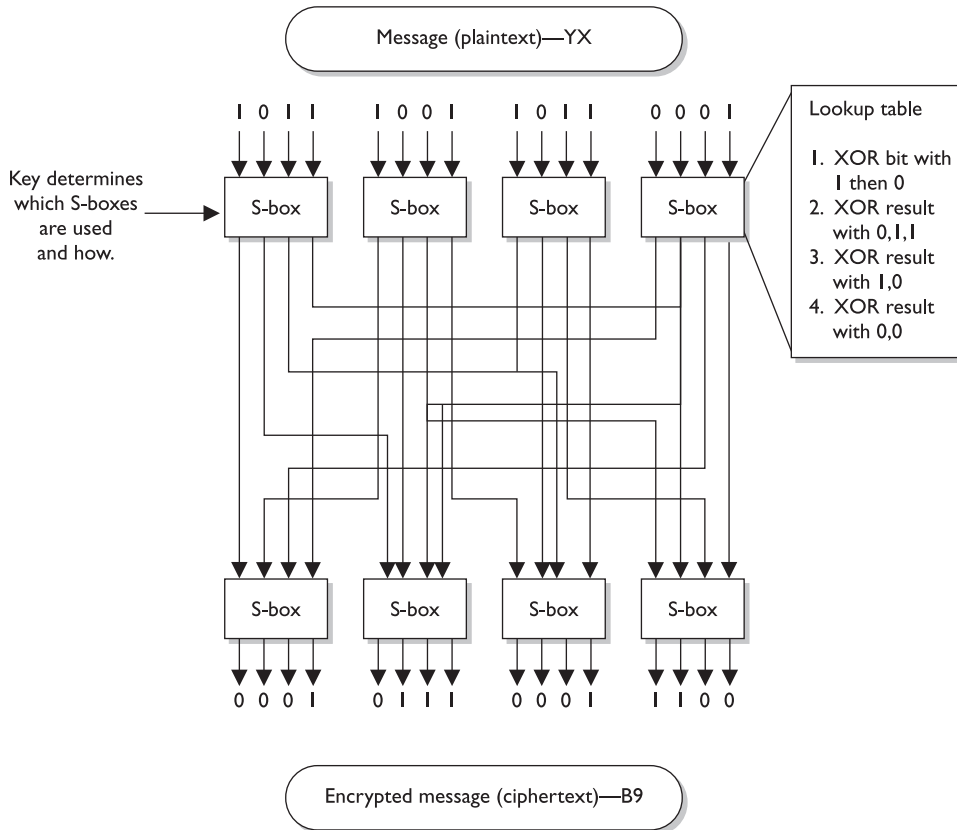 Message (plaintext)—YX
1 0 1 1 1 0 0 1 1 0 1 1 0 0 0 1
Lookup table
1. XOR bit with
1 then 0
2. XOR result
with 0,1,1
3. XOR result
with 1,0
4. XOR result
with 0,0
Key determines
which S-boxes
are used
and how.
S-box S-box S-box S-box
S-box S-box S-box S-box
0 0 0 1 0 1 1 1 0 0 0 1 1 1 0 0
Encrypted message (ciphertext)—B9